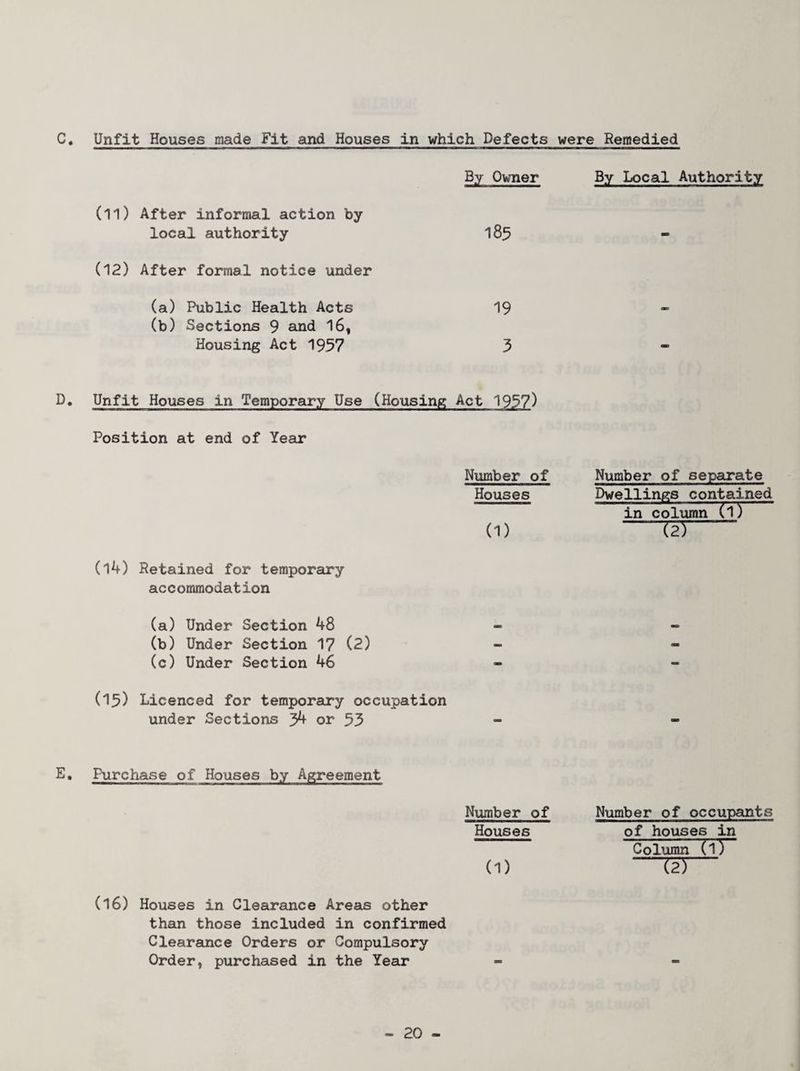 C. Unfit Houses made Fit and Houses in which Defects were Remedied
By Owner By Local Authority
(11) After informal action by
local authority 185 -
(12) After formal notice under
(a) Public Health Acts 19 -
(b) Sections 9 and 16,
Housing Act 1957 3 -
D. Unfit Houses in Temporary Use (Housing Act 1957)
Position at end of Year
Number of Number of separate
Houses Dwellings contained
in column (1)
(1) (2)
(14) Retained for temporary
accommodation
(a) Under Section 48 - -
(b) Under Section 17 (2) - -
(c) Under Section 46 - -
(15) Licenced for temporary occupation
under Sections 34 or 53 - -
E. Purchase of Houses by Agreement
Number of Number of occupants
Houses of houses in
Column (1)
(1) (2)
(16) Houses in Clearance Areas other
than those included in confirmed
Clearance Orders or Compulsory
Order, purchased in the Year - -
- 20 -